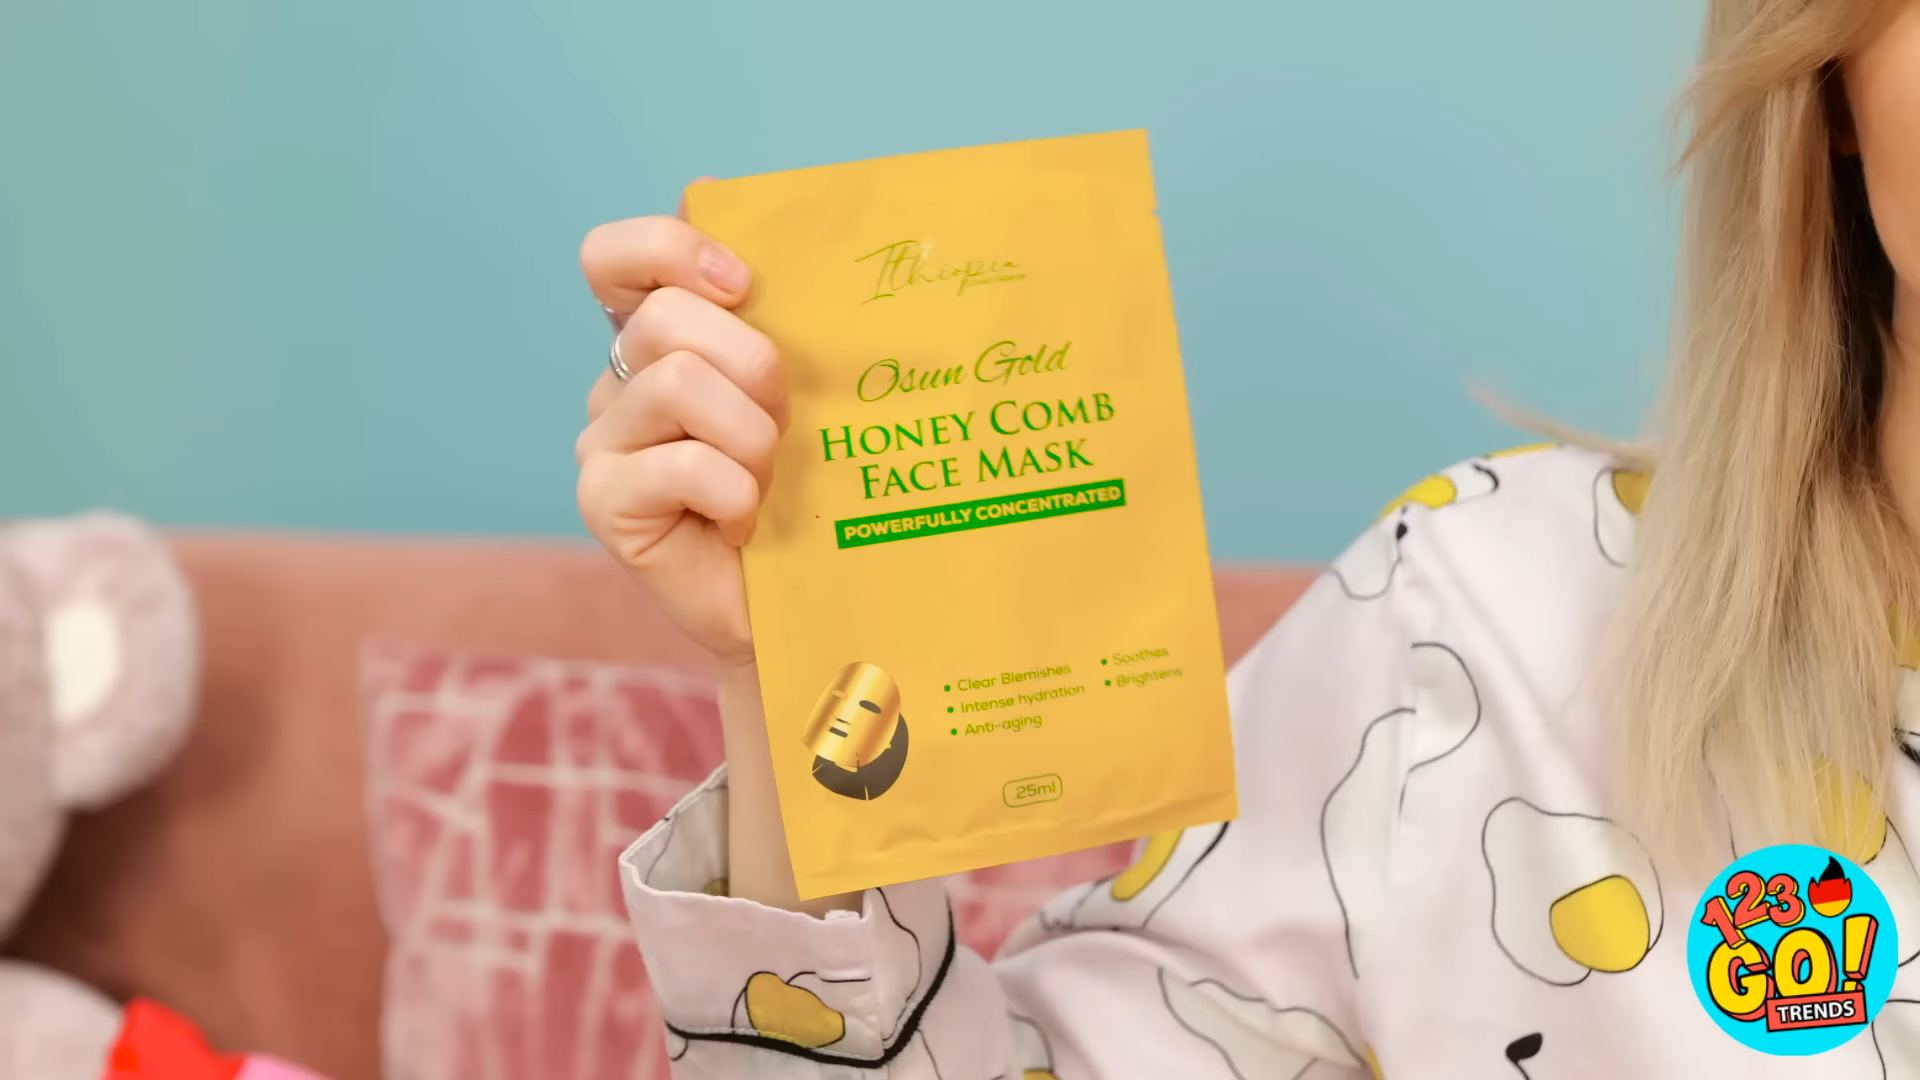 Ithiopia
Osun Gold
HONEY COMB
FACE MASK
POWERFULLY CONCENTRATED
• Clear Blemishes
• Intense hydration
• Anti-aging
• Soothes
• Brightens
.25ml
123
GO!
TRENDS